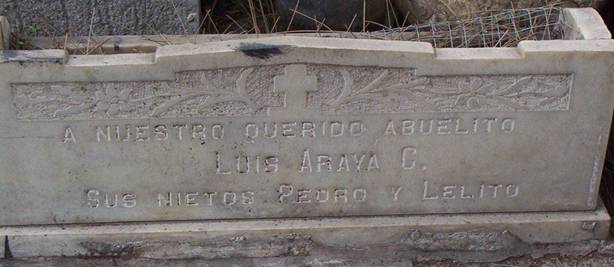 A NUESTRO QUERIDO ABUELITO
LUIS ARAYA C.
SUS NIETOS PEDRO Y LELITO